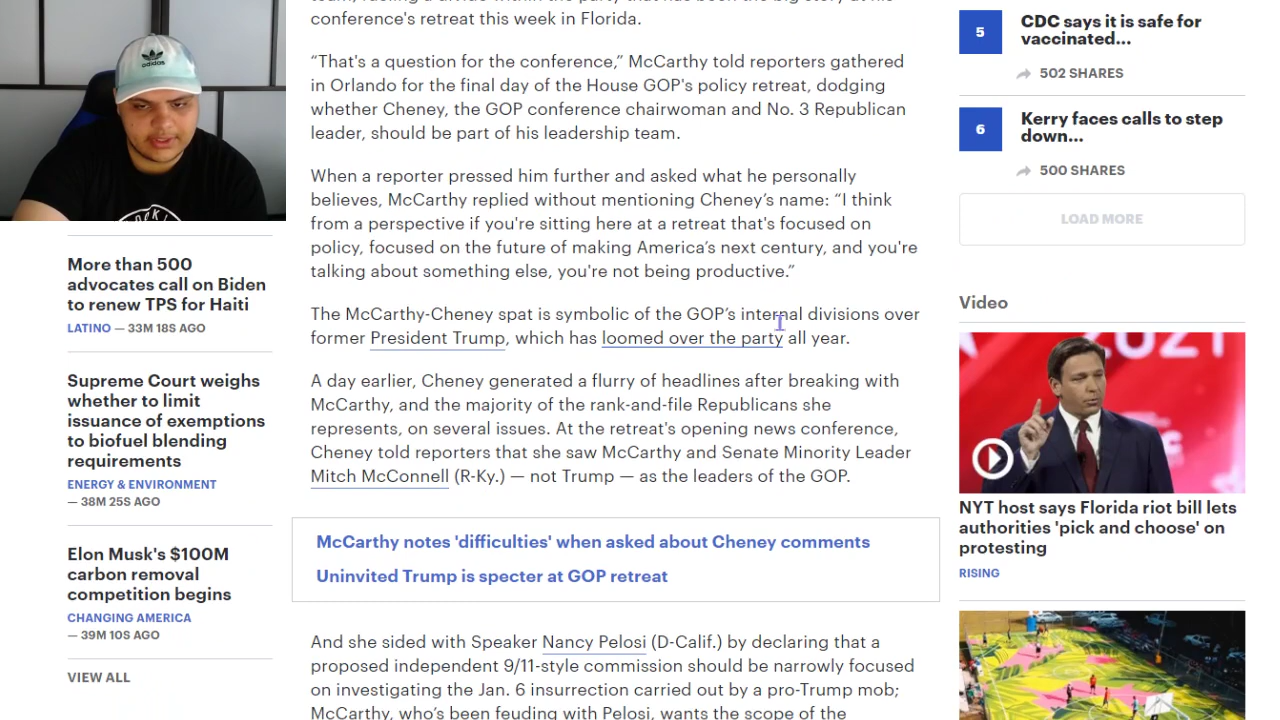 adidas
More than 500
advocates call on Biden
to renew TPS for Haiti
LATINO — 33M 18S AGO
Supreme Court weighs
whether to limit
issuance of exemptions
to biofuel blending
requirements
ENERGY & ENVIRONMENT
— 38M 25S AGO
Elon Musk's $100M
carbon removal
competition begins
CHANGING AMERICA
— 39M 10S AGO
VIEW ALL
conference's retreat this week in Florida.
“That's a question for the conference,” McCarthy told reporters gathered
in Orlando for the final day of the House GOP's policy retreat, dodging
whether Cheney, the GOP conference chairwoman and No. 3 Republican
leader, should be part of his leadership team.
When a reporter pressed him further and asked what he personally
believes, McCarthy replied without mentioning Cheney’s name: “I think
from a perspective if you're sitting here at a retreat that's focused on
policy, focused on the future of making America’s next century, and you're
talking about something else, you're not being productive.”
The McCarthy-Cheney spat is symbolic of the GOP’s internal divisions over
former President Trump, which has loomed over the party all year.
A day earlier, Cheney generated a flurry of headlines after breaking with
McCarthy, and the majority of the rank-and-file Republicans she
represents, on several issues. At the retreat's opening news conference,
Cheney told reporters that she saw McCarthy and Senate Minority Leader
Mitch McConnell (R-Ky.) — not Trump — as the leaders of the GOP.
McCarthy notes 'difficulties' when asked about Cheney comments
Uninvited Trump is specter at GOP retreat
And she sided with Speaker Nancy Pelosi (D-Calif.) by declaring that a
proposed independent 9/11-style commission should be narrowly focused
on investigating the Jan. 6 insurrection carried out by a pro-Trump mob;
McCarthy, who’s been feuding with Pelosi, wants the scope of the
5
CDC says it is safe for
vaccinated...
502 SHARES
6
Kerry faces calls to step
down...
500 SHARES
LOAD MORE
Video
2021
NYT host says Florida riot bill lets
authorities 'pick and choose' on
protesting
RISING